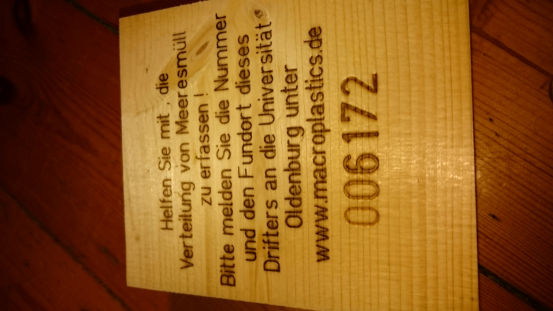 Helfen Sie mit, die
Verteilung von Meeresmüll
zu erfassen!
Bitte melden Sie die Nummer
und den Fundort dieses
Drifters an die Universität
Oldenburg unter
www.macroplastics.de
006172